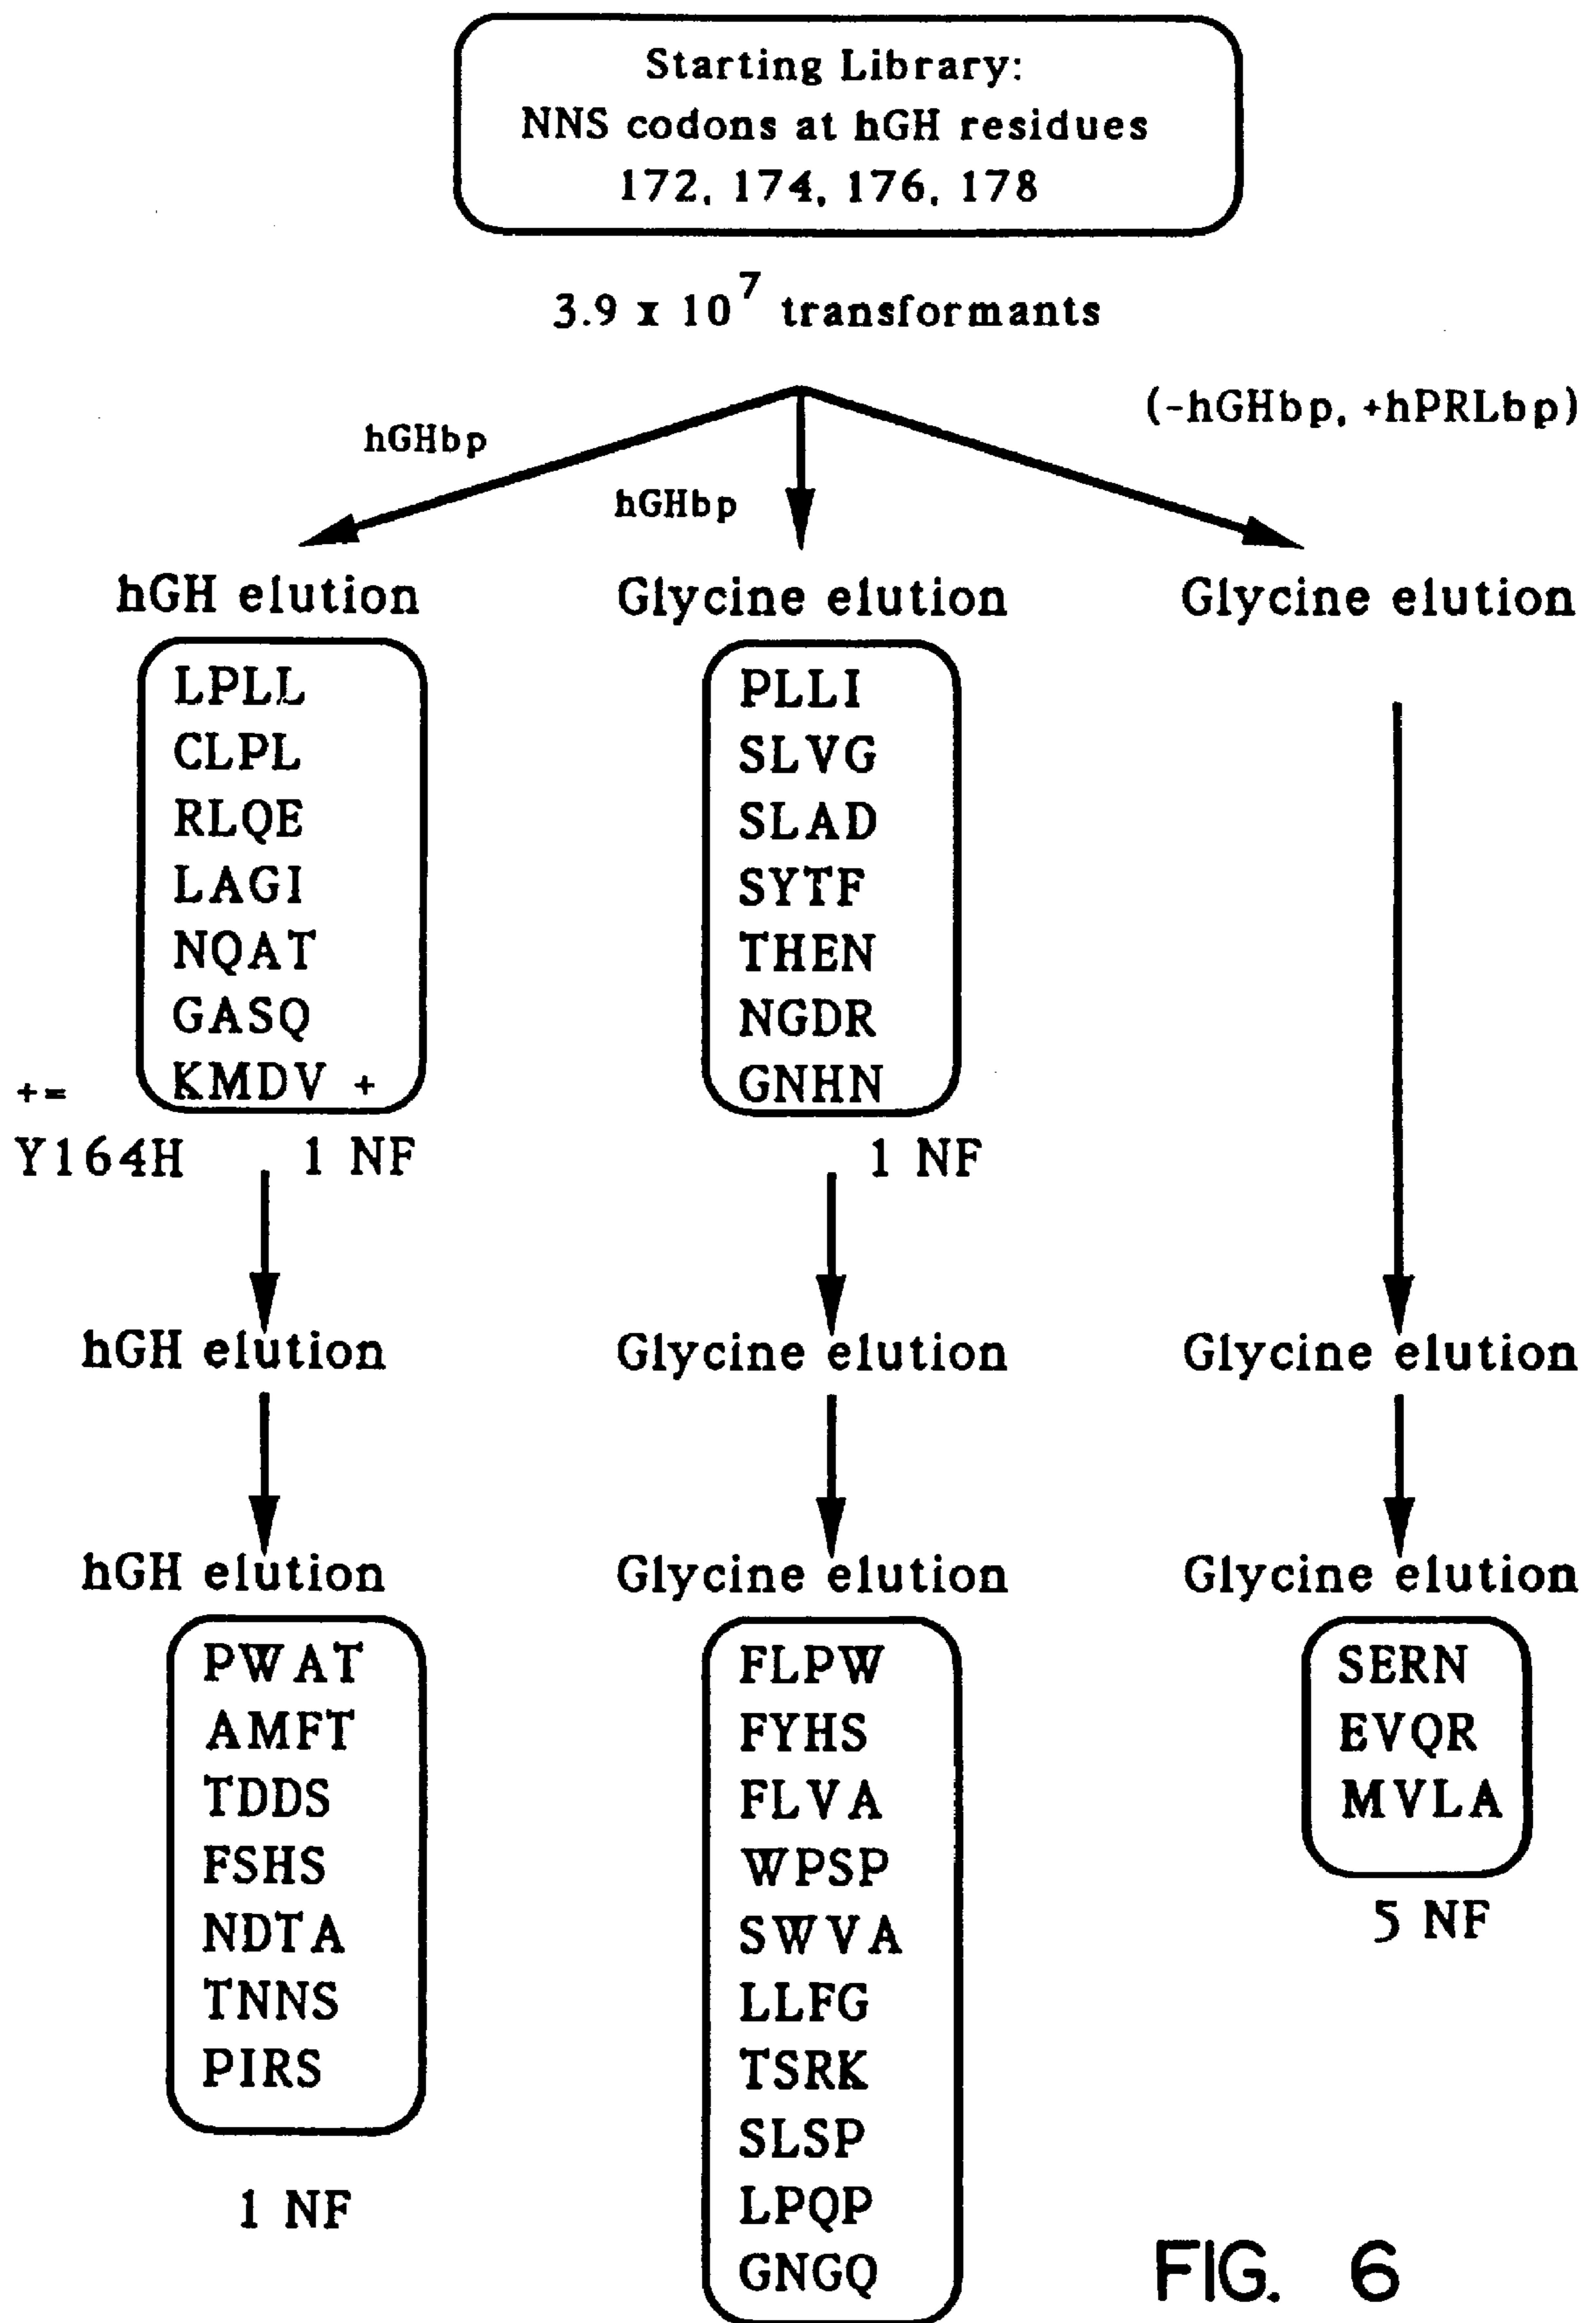 Starting Library:
NNS codons at hGH residues
172, 174, 176, 178
3.9 x 10^7 transformants
(-hGHbp, +hPRLbp)
hGHbp
hGHbp
hGH elution
Glycine elution
Glycine elution
LPLL
CLPL
RLQE
LAGI
NQAT
GASQ
KMDV +
+=
Y164H
1 NF
PLLI
SLVG
SLAD
SYTF
THEN
NGDR
GNHN
1 NF
hGH elution
Glycine elution
Glycine elution
hGH elution
Glycine elution
Glycine elution
PWAT
AMFT
TDDS
FSHS
NDTA
TNNS
PIRS
1 NF
FLPW
FYHS
FLVA
WPSP
SWVA
LLFG
TSRK
SLSP
LPQP
GNGQ
SERN
EVQR
MVLA
5 NF
FIG. 6